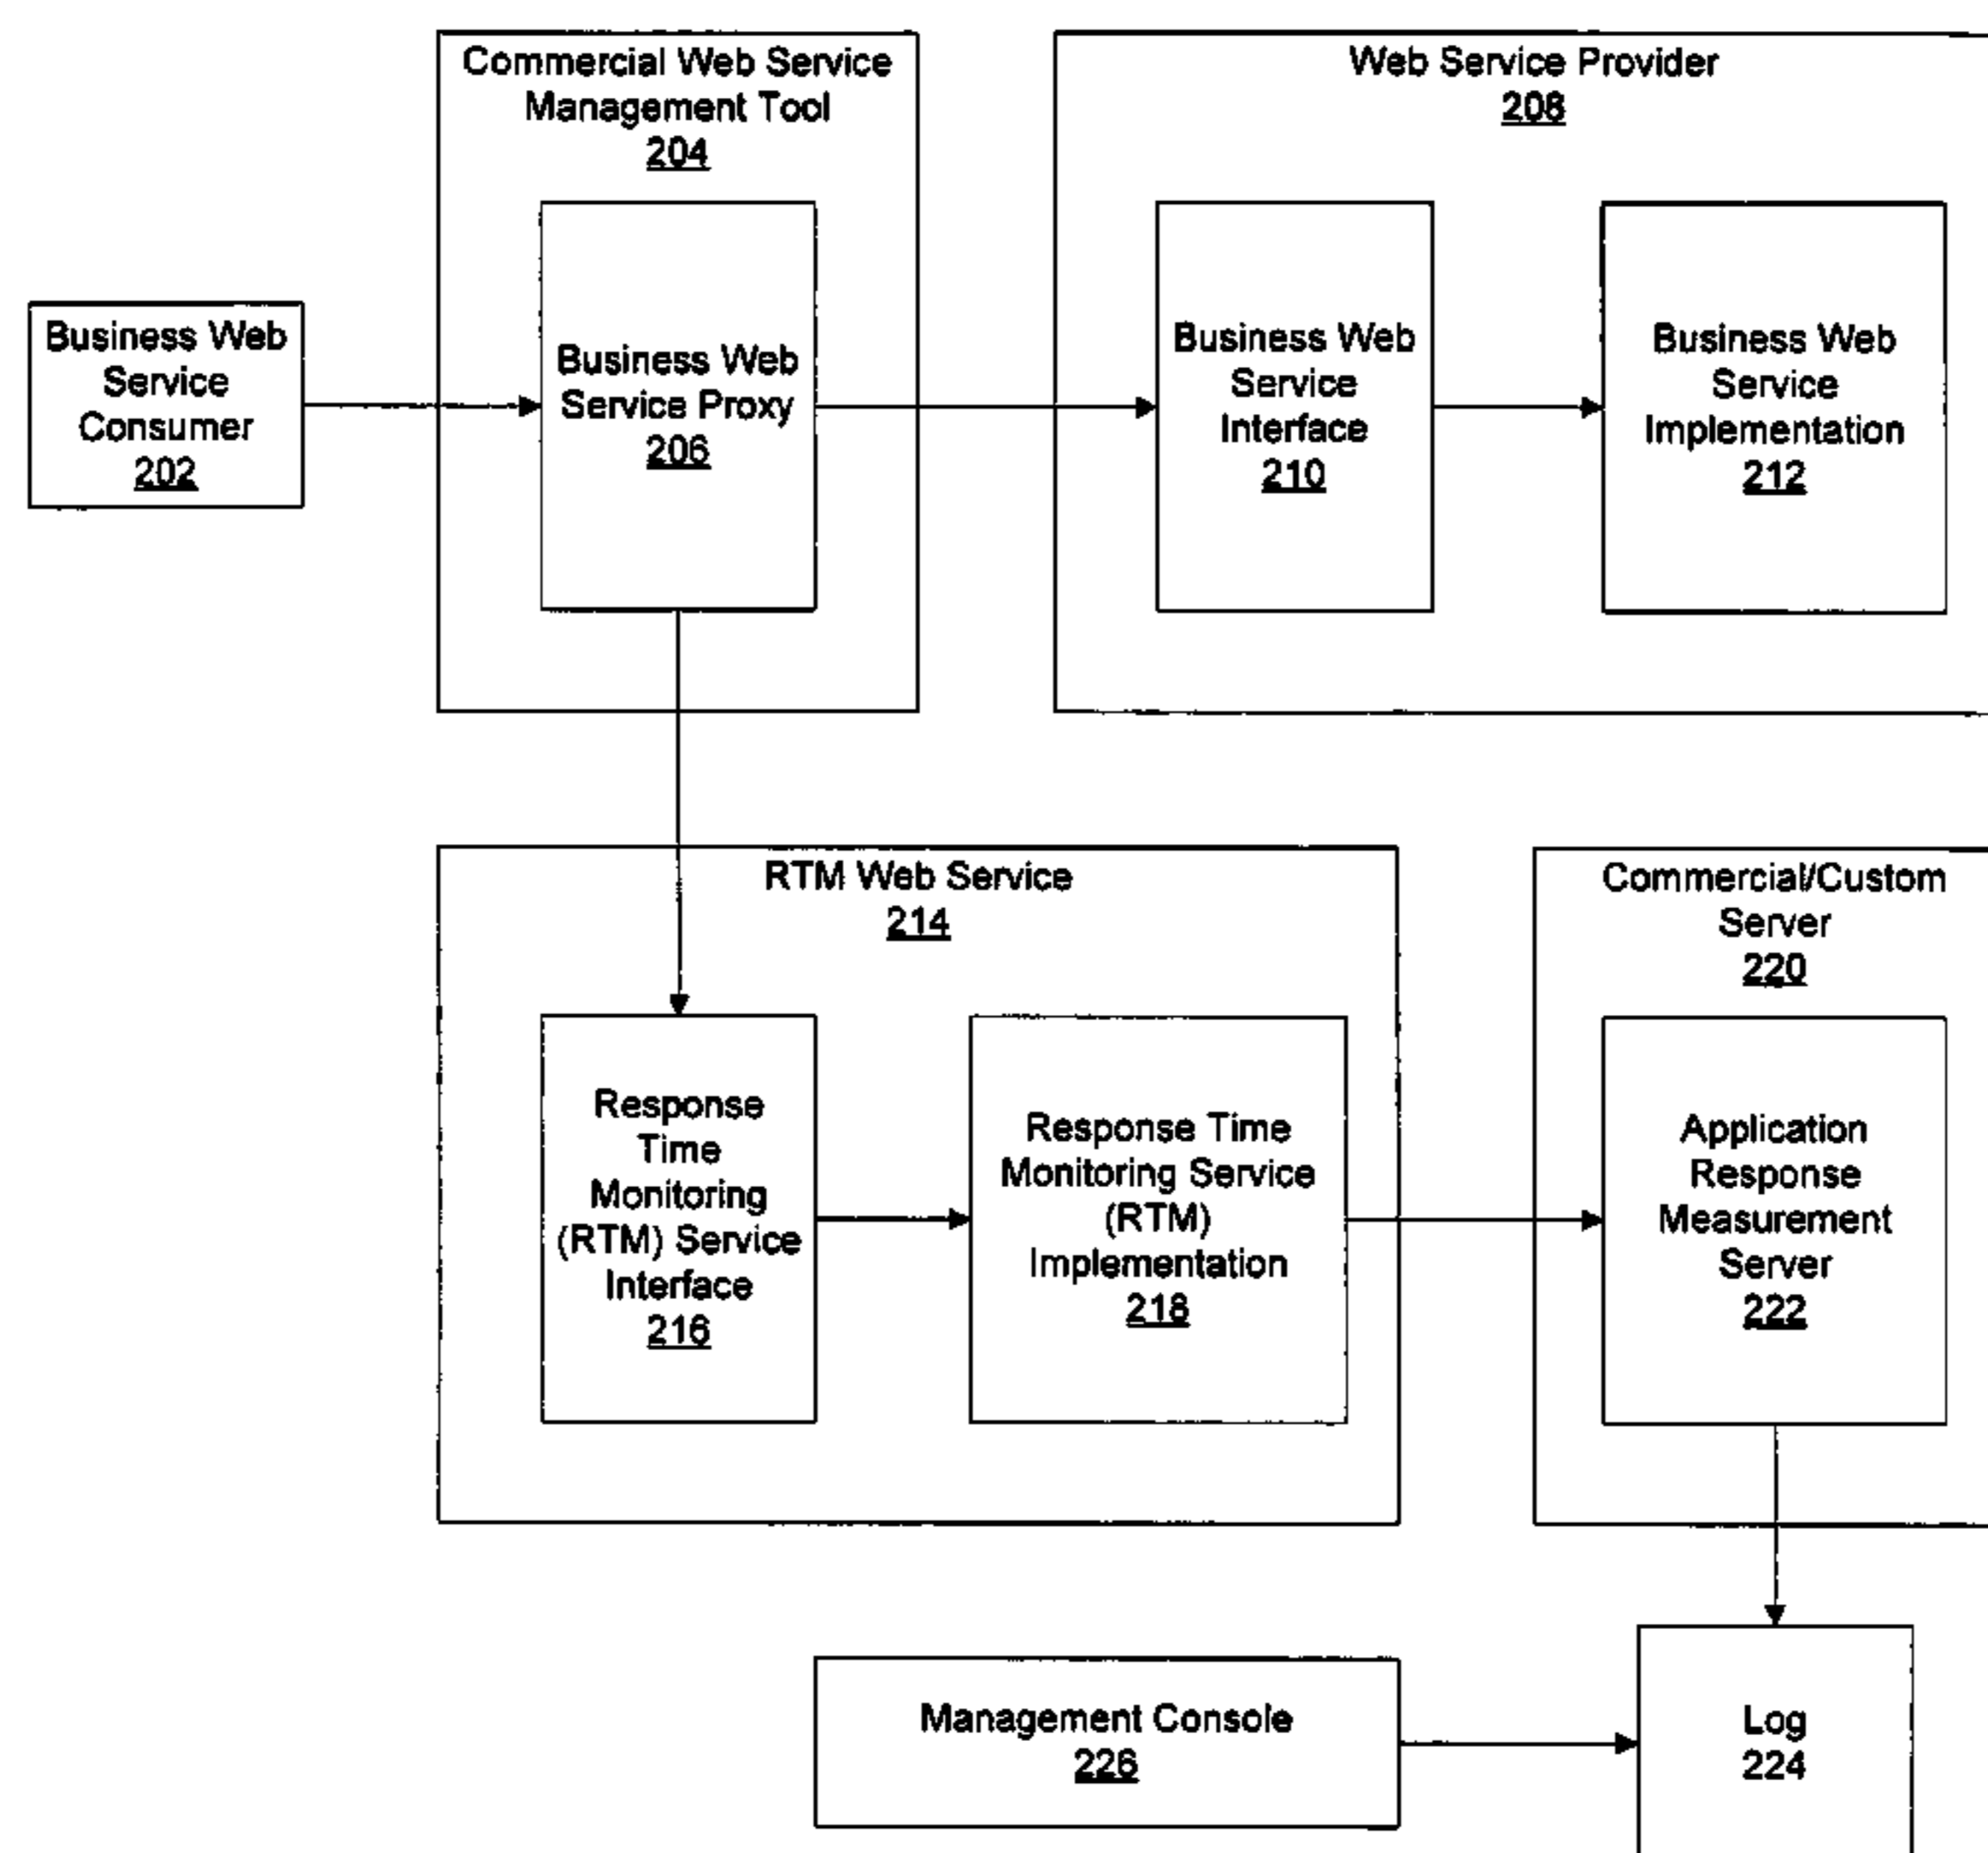 Commercial Web Service
Management Tool
204
Web Service Provider
208
Business Web
Service
Consumer
202
Business Web
Service Proxy
206
Business Web
Service
Interface
210
Business Web
Service
Implementation
212
RTM Web Service
214
Commercial/Custom
Server
220
Response
Time
Monitoring
(RTM) Service
Interface
216
Response Time
Monitoring Service
(RTM)
Implementation
218
Application
Response
Measurement
Server
222
Management Console
226
Log
224